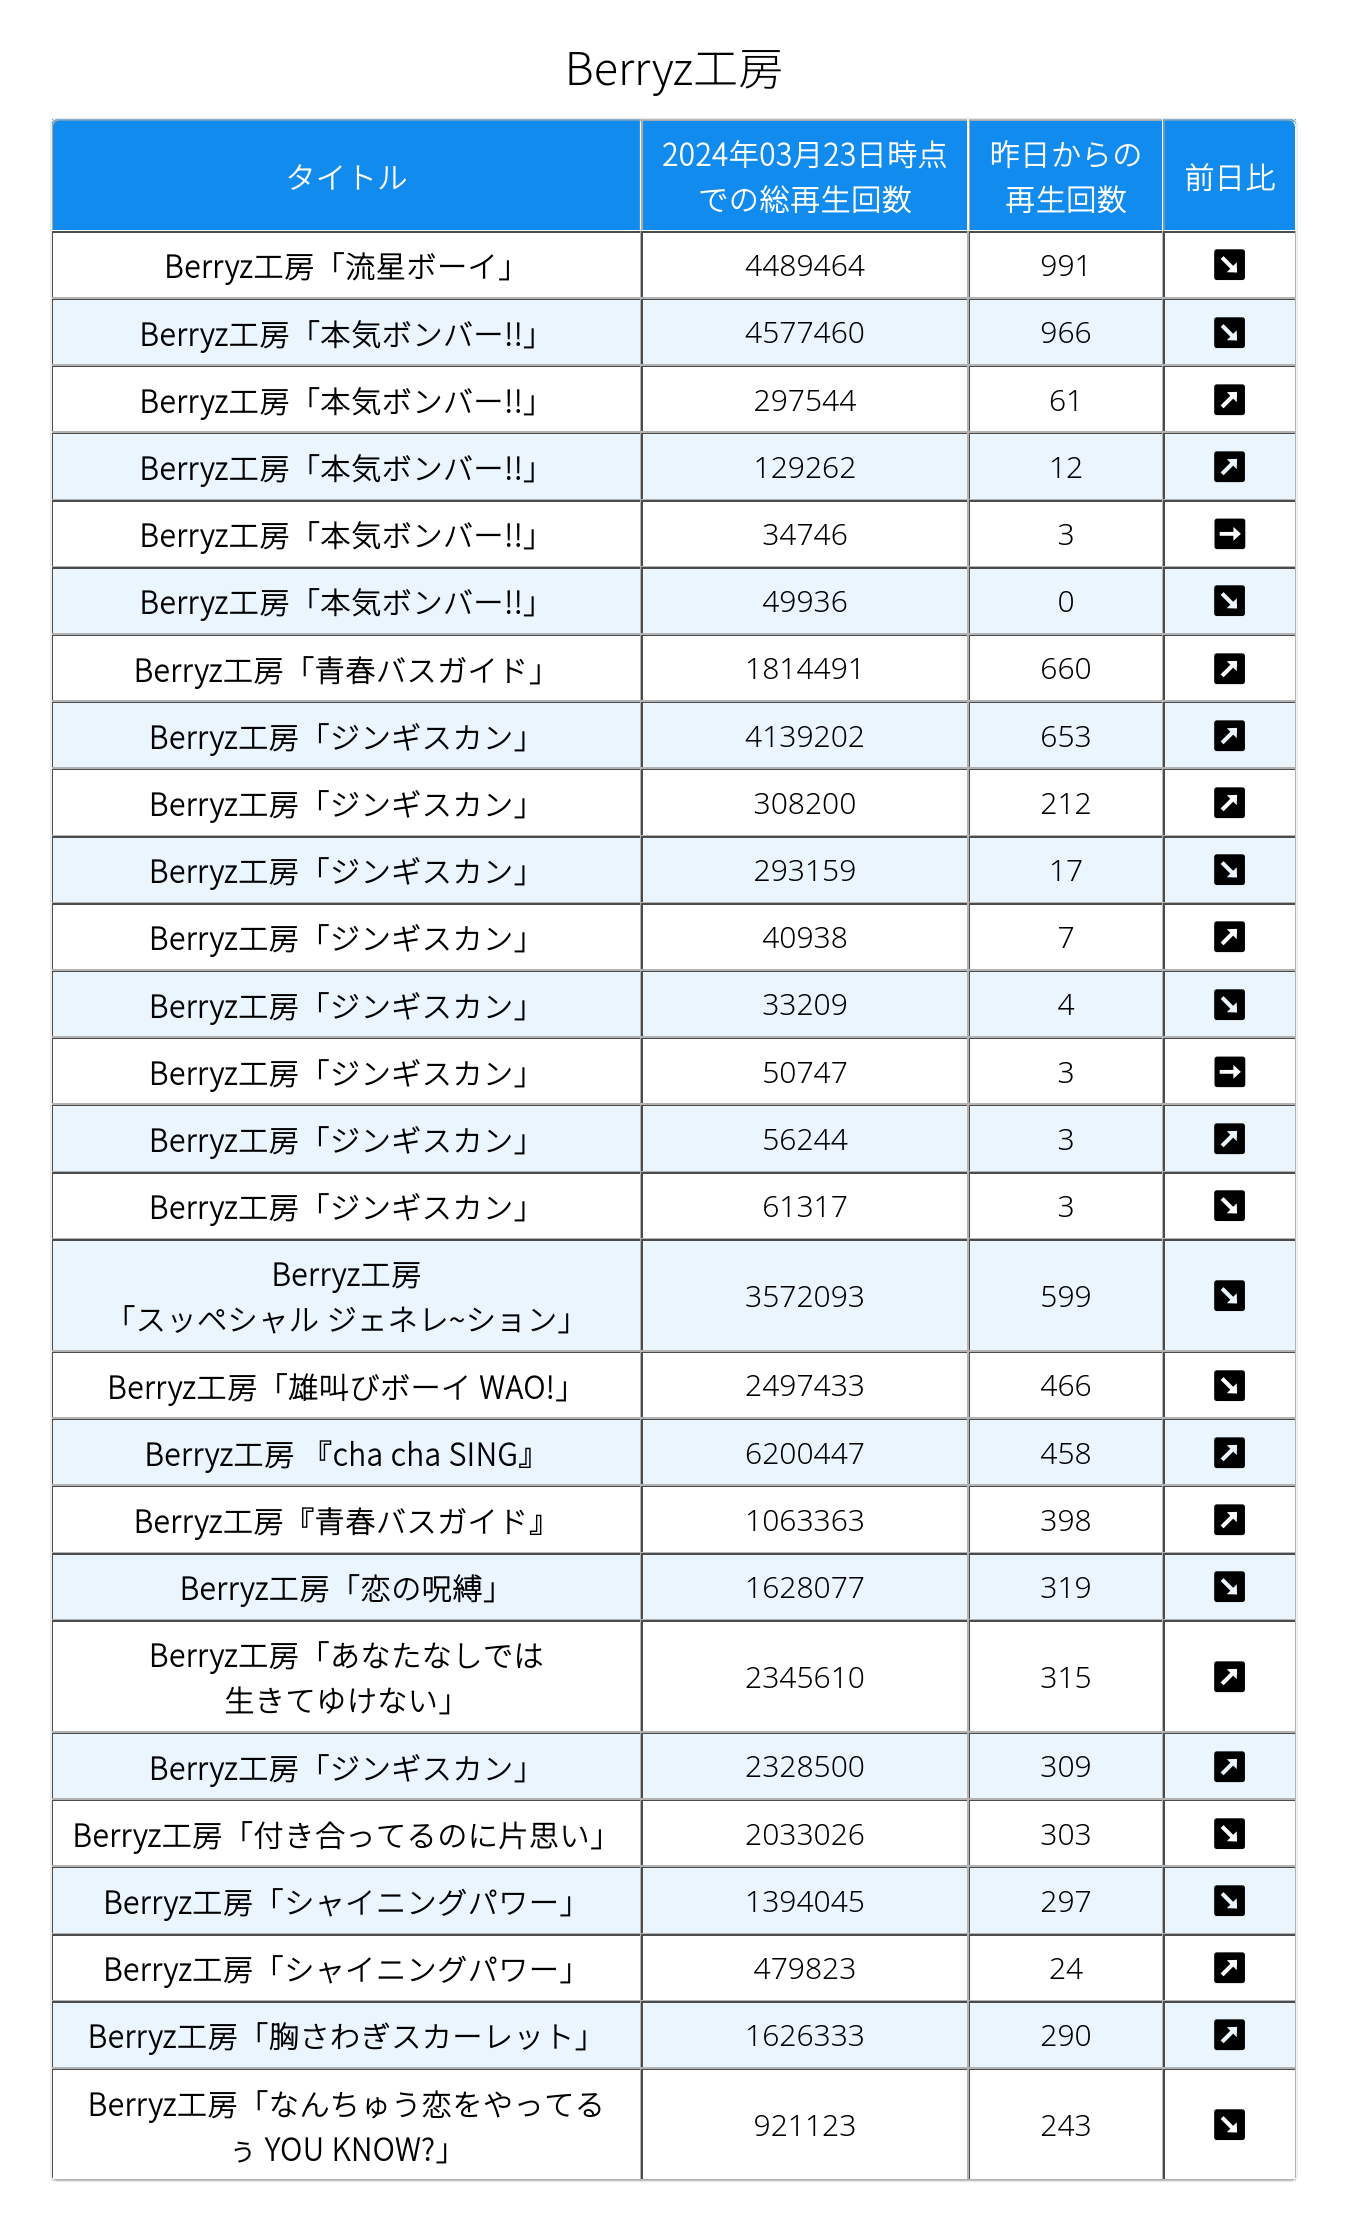 Berryz工房
タイトル
2024年03月23日時点
での総再生回数
昨日からの
再生回数
前日比
Berryz工房「流星ボーイ」 4489464 991 ↘
Berryz工房「本気ボンバー!!」 4577460 966 ↘
Berryz工房「本気ボンバー!!」 297544 61 ↗
Berryz工房「本気ボンバー!!」 129262 12 ↗
Berryz工房「本気ボンバー!!」 34746 3 →
Berryz工房「本気ボンバー!!」 49936 0 ↘
Berryz工房「青春バスガイド」 1814491 660 ↗
Berryz工房「ジンギスカン」 4139202 653 ↗
Berryz工房「ジンギスカン」 308200 212 ↗
Berryz工房「ジンギスカン」 293159 17 ↘
Berryz工房「ジンギスカン」 40938 7 ↗
Berryz工房「ジンギスカン」 33209 4 ↘
Berryz工房「ジンギスカン」 50747 3 →
Berryz工房「ジンギスカン」 56244 3 ↗
Berryz工房「ジンギスカン」 61317 3 ↘
Berryz工房
「スッペシャル ジェネレ~ション」 3572093 599 ↘
Berryz工房「雄叫びボーイ WAO!」 2497433 466 ↘
Berryz工房 『cha cha SING』 6200447 458 ↗
Berryz工房『青春バスガイド』 1063363 398 ↗
Berryz工房「恋の呪縛」 1628077 319 ↘
Berryz工房「あなたなしでは
生きてゆけない」 2345610 315 ↗
Berryz工房「ジンギスカン」 2328500 309 ↗
Berryz工房「付き合ってるのに片思い」 2033026 303 ↘
Berryz工房「シャイニングパワー」 1394045 297 ↘
Berryz工房「シャイニングパワー」 479823 24 ↗
Berryz工房「胸さわぎスカーレット」 1626333 290 ↗
Berryz工房「なんちゅう恋をやってる
ぅ YOU KNOW?」 921123 243 ↘